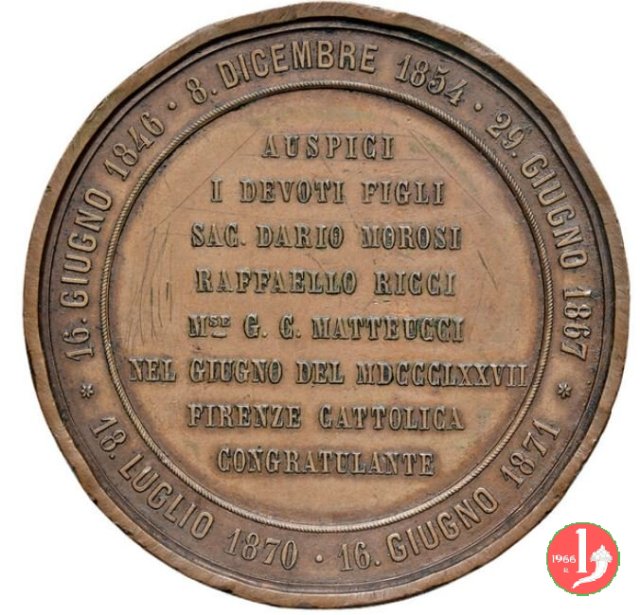 * 16. GIUGNO 1846 · 8. DICEMBRE 1854 · 29. GIUGNO 1867 *
AUSPICI
I DEVOTI FIGLI
SAC. DARIO MOROSI
RAFFAELLO RICCI
MSE G. C. MATTEUCCI
NEL GIUGNO DEL MDCCCLXXVII
FIRENZE CATTOLICA
CONGRATULANTE
18. LUGLIO 1870 · 16. GIUGNO 1871
1966 1